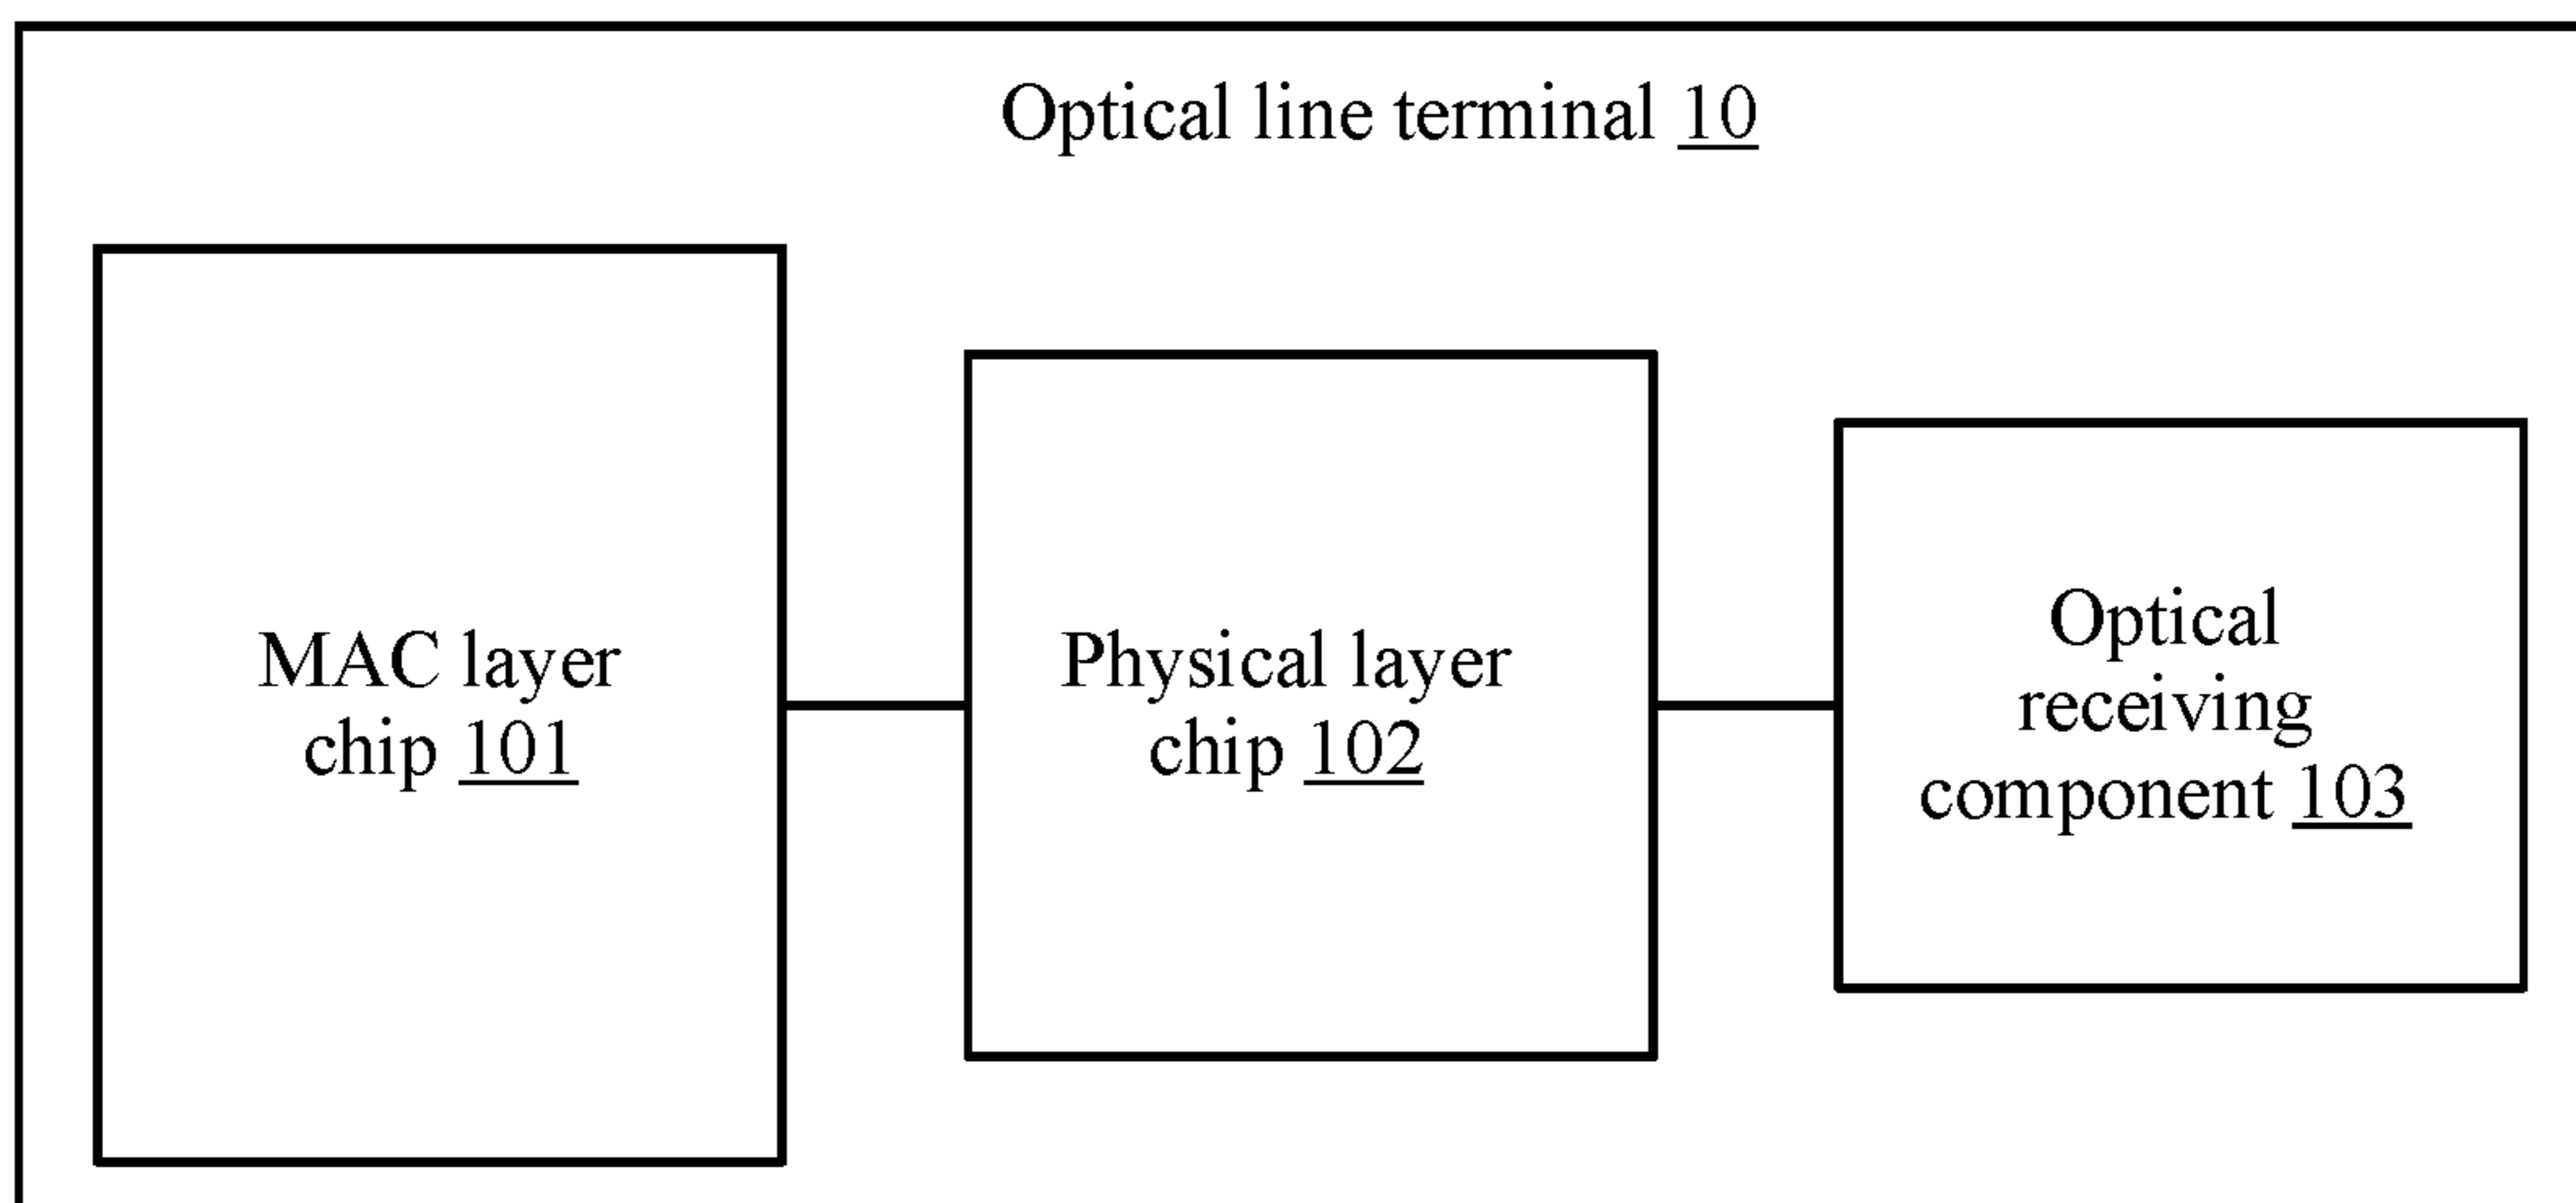 Optical line terminal 10
MAC layer
chip 101
Physical layer
chip 102
Optical
receiving
component 103